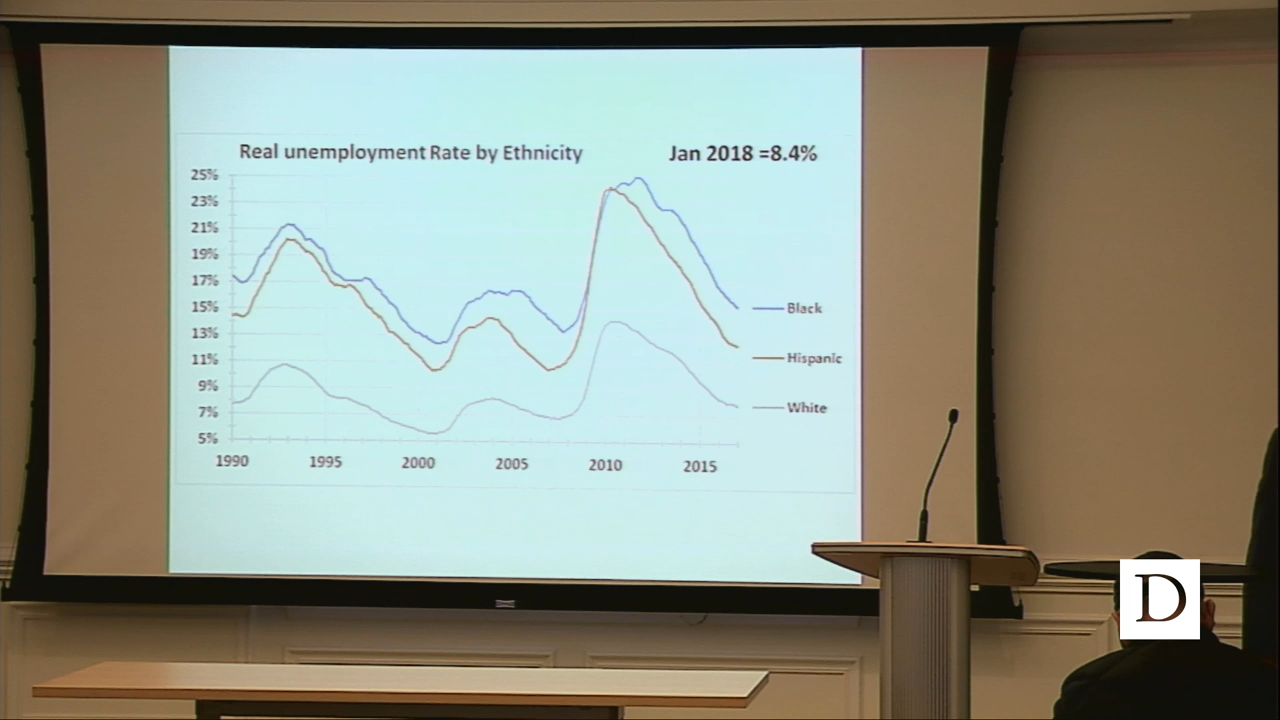 Real unemployment Rate by Ethnicity
Jan 2018 =8.4%
25%
23%
21%
19%
17%
15%
13%
11%
9%
7%
5%
1990 1995 2000 2005 2010 2015
Black
Hispanic
White
D